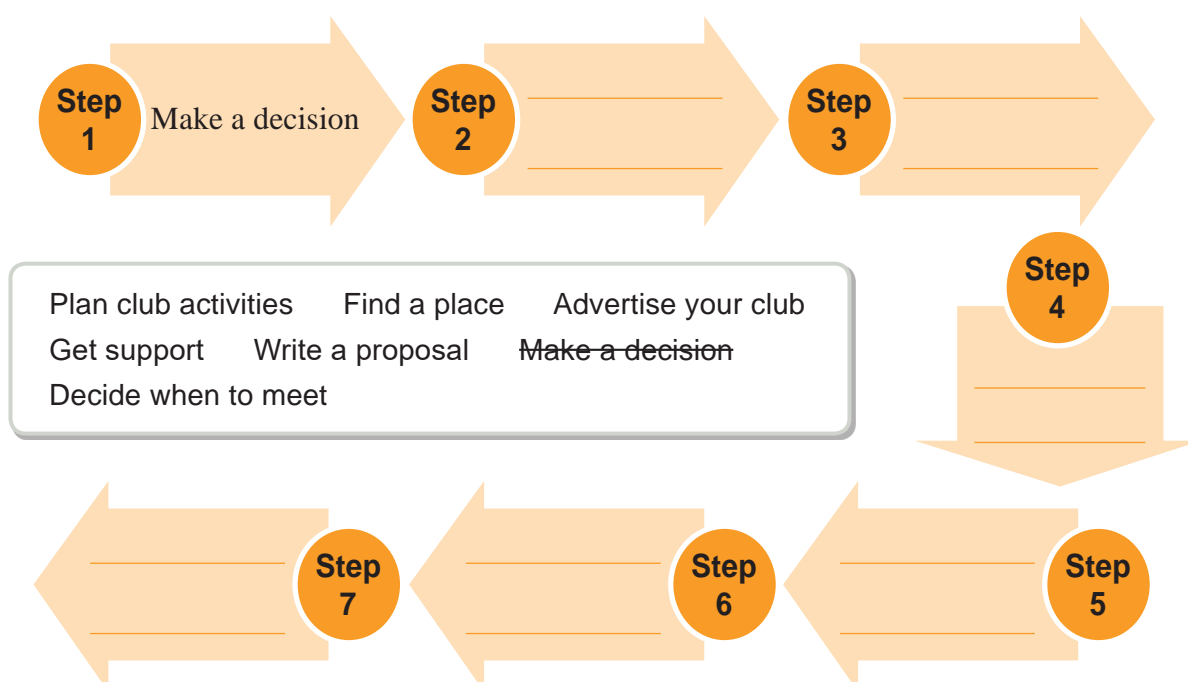 Step
1
Make a decision
Step
2
Step
3
Step
4
Plan club activities Find a place Advertise your club
Get support Write a proposal Make a decision
Decide when to meet
Step
5
Step
6
Step
7